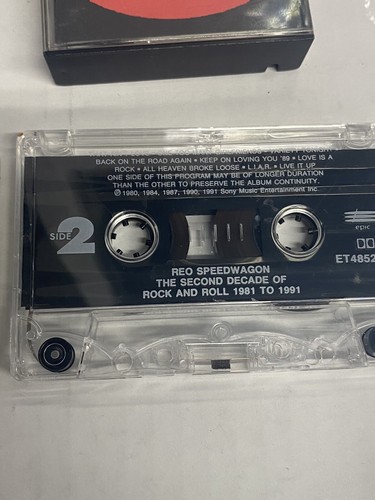 VARIETY TONIGHT
BACK ON THE ROAD AGAIN • KEEP ON LOVING YOU '89 • LOVE IS A
ROCK • ALL HEAVEN BROKE LOOSE • L.I.A.R. • LIVE IT UP
ONE SIDE OF THIS PROGRAM MAY BE OF LONGER DURATION
THAN THE OTHER TO PRESERVE THE ALBUM CONTINUITY.
℗ 1980, 1984, 1987, 1990, 1991 Sony Music Entertainment Inc.
SIDE 2
epic
ET4852
REO SPEEDWAGON
THE SECOND DECADE OF
ROCK AND ROLL 1981 TO 1991